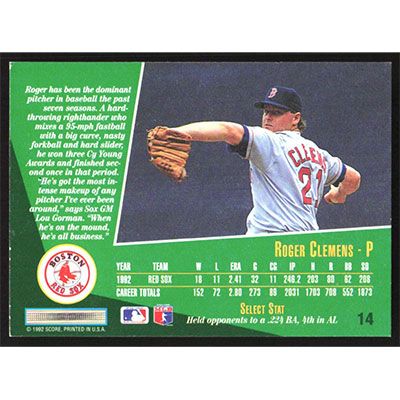 Roger has been the dominant
pitcher in baseball the past
seven seasons. A hard-
throwing righthander who
mixes a 95-mph fastball
with a big curve, nasty
forkball and hard slider,
he won three Cy Young
Awards and finished sec-
ond once in that period.
"He's got the most in-
tense makeup of any
pitcher I've ever been
around," says Sox GM
Lou Gorman. "When
he's on the mound,
he's all business."
CLEMENS
21
ROGER CLEMENS - P
YEAR TEAM W L ERA G CG IP H R BB SO
1992 RED SOX 18 11 2.41 32 11 246.2 203 80 62 208
CAREER TOTALS 152 72 2.80 273 86 2031 1703 708 552 1873
SELECT STAT
Held opponents to a .224 BA, 4th in AL
BOSTON
RED SOX
© 1992 SCORE, PRINTED IN U.S.A.
14